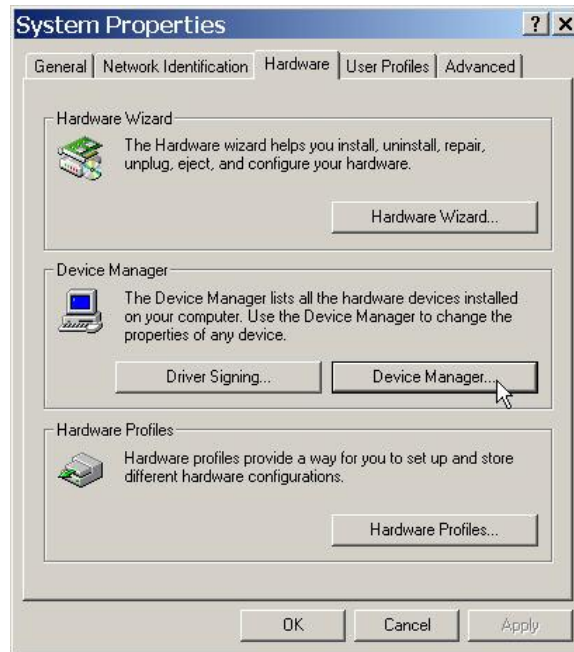 System Properties
?
General
Network Identification
Hardware
User Profiles
Advanced
Hardware Wizard
The Hardware wizard helps you install, uninstall, repair,
unplug, eject, and configure your hardware.
Hardware Wizard...
Device Manager
The Device Manager lists all the hardware devices installed
on your computer. Use the Device Manager to change the
properties of any device.
Driver Signing...
Device Manager...
Hardware Profiles
Hardware profiles provide a way for you to set up and store
different hardware configurations.
Hardware Profiles...
OK
Cancel
Apply